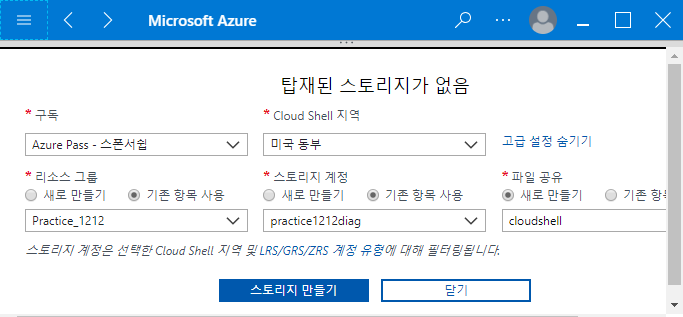 Microsoft Azure
탑재된 스토리지가 없음
* 구독 * Cloud Shell 지역
Azure Pass - 스폰서쉽 미국 동부 고급 설정 숨기기
* 리소스 그룹 * 스토리지 계정 * 파일 공유
새로 만들기 기존 항목 사용 새로 만들기 기존 항목 사용 새로 만들기 기존 항
Practice_1212 practice1212diag cloudshell
스토리지 계정은 선택한 Cloud Shell 지역 및 LRS/GRS/ZRS 계정 유형에 대해 필터링됩니다.
스토리지 만들기 닫기